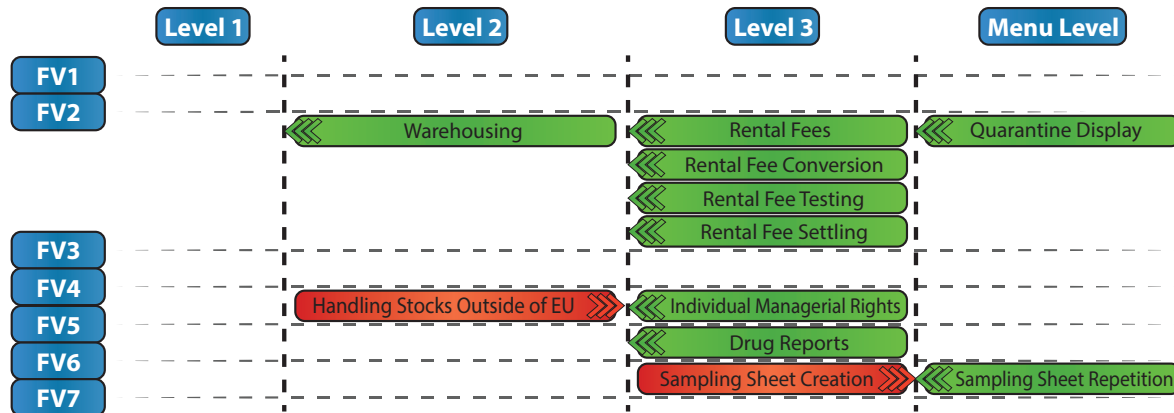 Level 1 Level 2 Level 3 Menu Level
FV1
FV2
Warehousing Rental Fees Quarantine Display
Rental Fee Conversion
Rental Fee Testing
Rental Fee Settling
FV3
FV4
Handling Stocks Outside of EU Individual Managerial Rights
FV5
Drug Reports
FV6
Sampling Sheet Creation Sampling Sheet Repetition
FV7